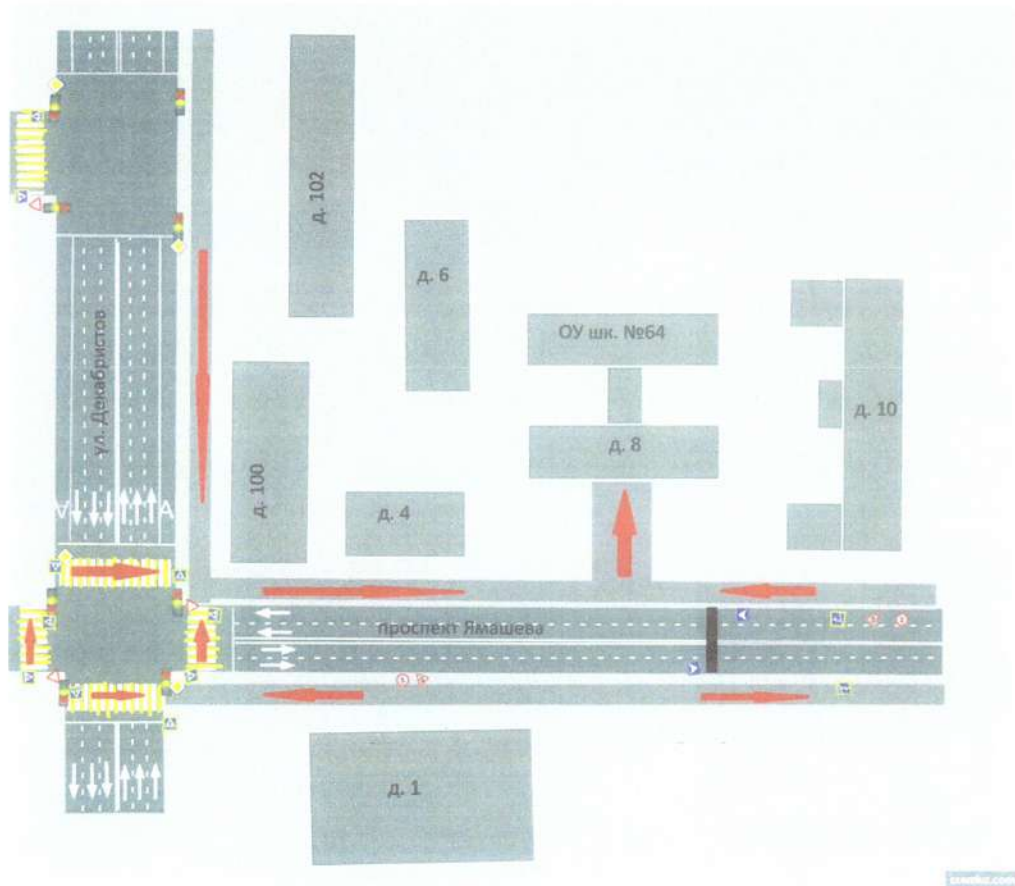 д. 102
д. 6
ул. Декабристов
ОУ шк. №64
д. 10
д. 8
д. 100
д. 4
A
A
проспект Ямашева
д. 1